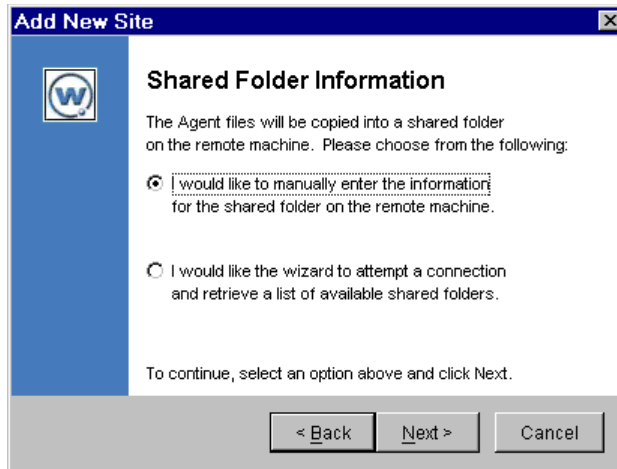 Add New Site
W
Shared Folder Information
The Agent files will be copied into a shared folder
on the remote machine.  Please choose from the following:
I would like to manually enter the information
for the shared folder on the remote machine.
I would like the wizard to attempt a connection
and retrieve a list of available shared folders.
To continue, select an option above and click Next.
< Back
Next >
Cancel